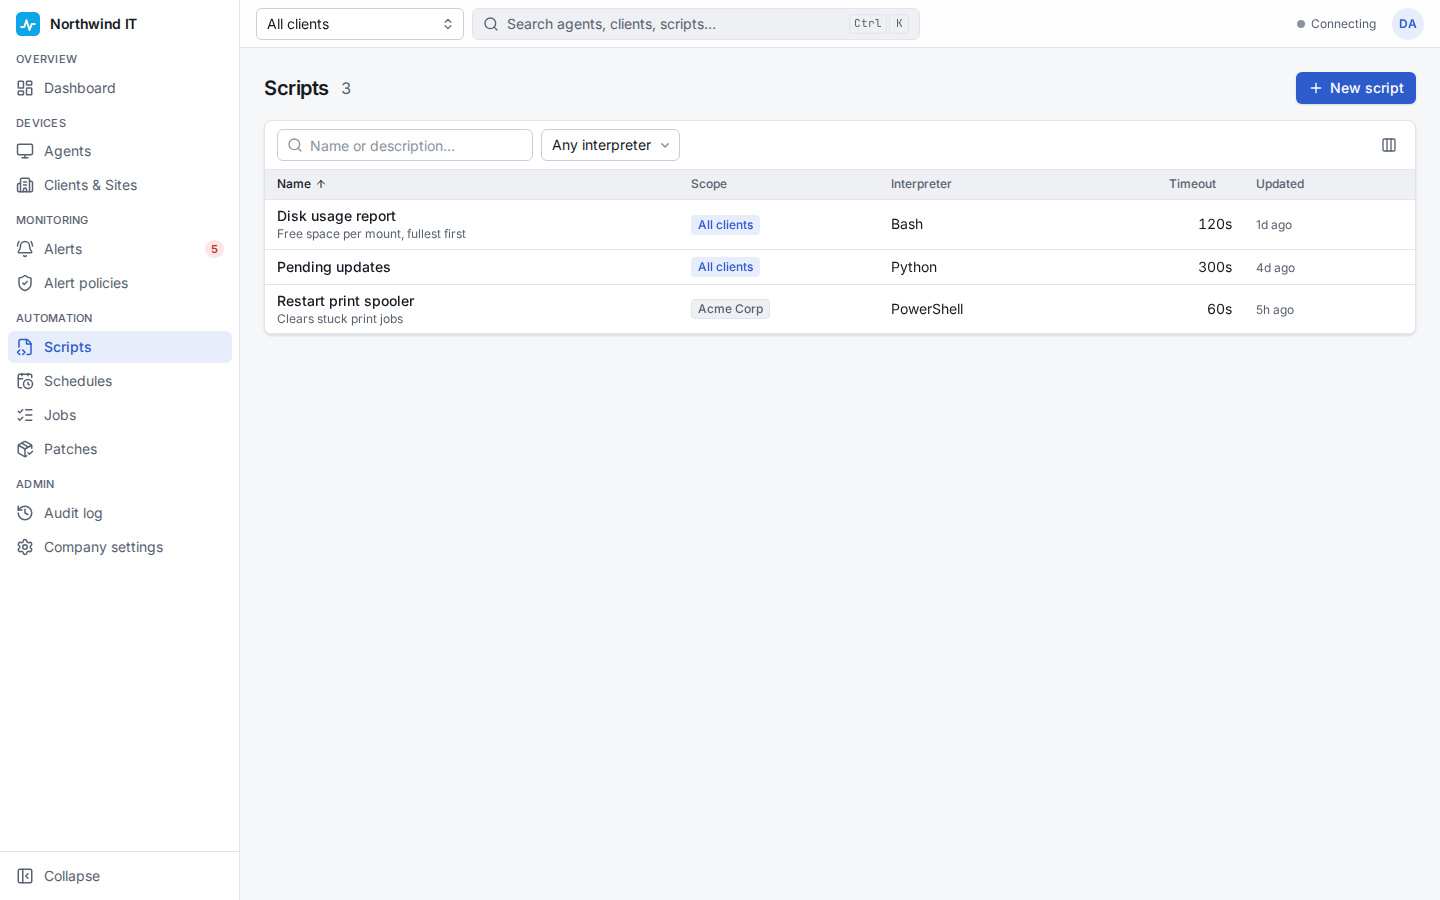 Northwind IT
All clients
Search agents, clients, scripts...
Ctrl K
Connecting
DA
OVERVIEW
Dashboard
DEVICES
Agents
Clients & Sites
MONITORING
Alerts 5
Alert policies
AUTOMATION
Scripts
Schedules
Jobs
Patches
ADMIN
Audit log
Company settings
Collapse
Scripts 3
New script
Name or description...
Any interpreter
Name Scope Interpreter Timeout Updated
Disk usage report All clients Bash 120s 1d ago
Free space per mount, fullest first
Pending updates All clients Python 300s 4d ago
Restart print spooler Acme Corp PowerShell 60s 5h ago
Clears stuck print jobs